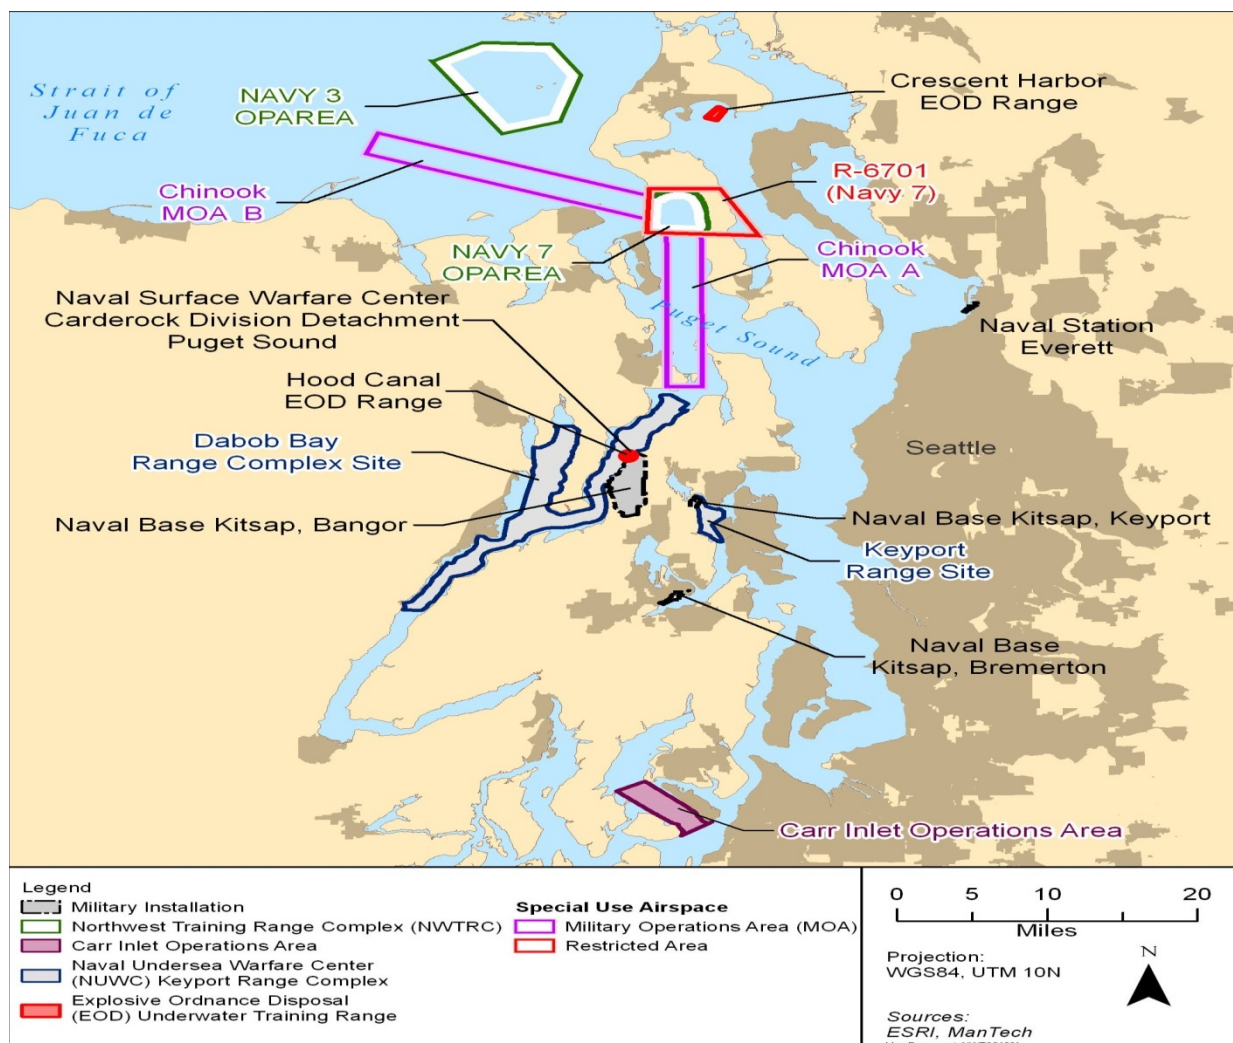 Strait of
Juan de
Fuca
NAVY 3
OPAREA
Crescent Harbor
EOD Range
Chinook
MOA B
R-6701
(Navy 7)
NAVY 7
OPAREA
Chinook
MOA A
Naval Surface Warfare Center
Carderock Division Detachment
Puget Sound
Puget Sound
Naval Station
Everett
Hood Canal
EOD Range
Dabob Bay
Range Complex Site
Seattle
Naval Base Kitsap, Bangor
Naval Base Kitsap, Keyport
Keyport
Range Site
Naval Base
Kitsap, Bremerton
Carr Inlet Operations Area
Legend
Military Installation
Northwest Training Range Complex (NWTRC)
Carr Inlet Operations Area
Naval Undersea Warfare Center
(NUWC) Keyport Range Complex
Explosive Ordnance Disposal
(EOD) Underwater Training Range
Special Use Airspace
Military Operations Area (MOA)
Restricted Area
0 5 10 20
Miles
Projection:
WGS84, UTM 10N
N
Sources:
ESRI, ManTech